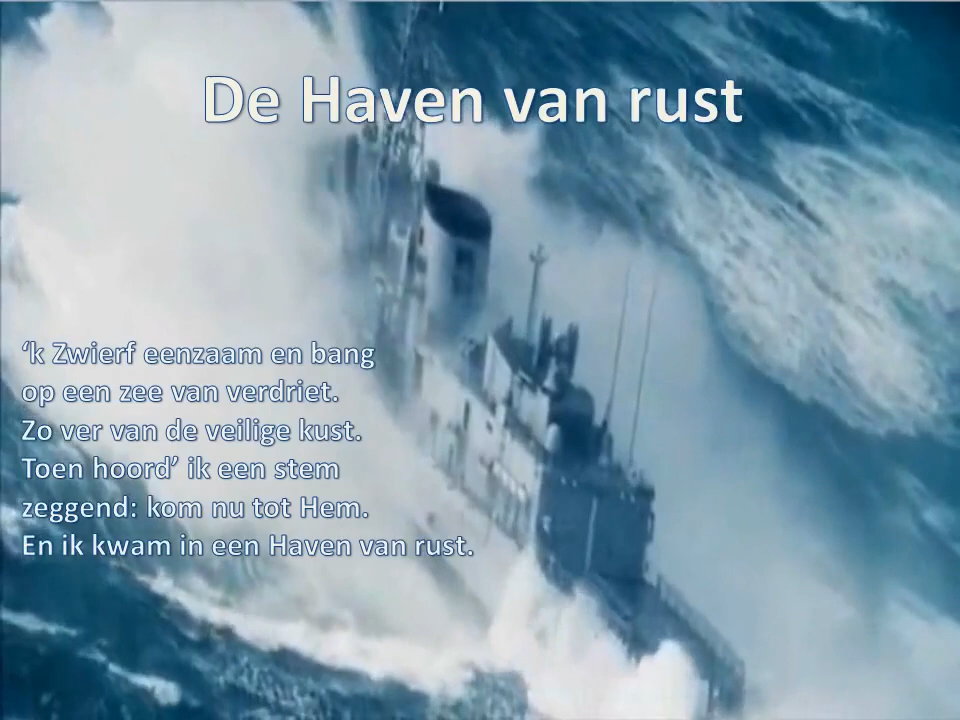 De Haven van rust
‘k Zwierf eenzaam en bang
op een zee van verdriet.
Zo ver van de veilige kust.
Toen hoord’ ik een stem
zeggend: kom nu tot Hem.
En ik kwam in een Haven van rust.